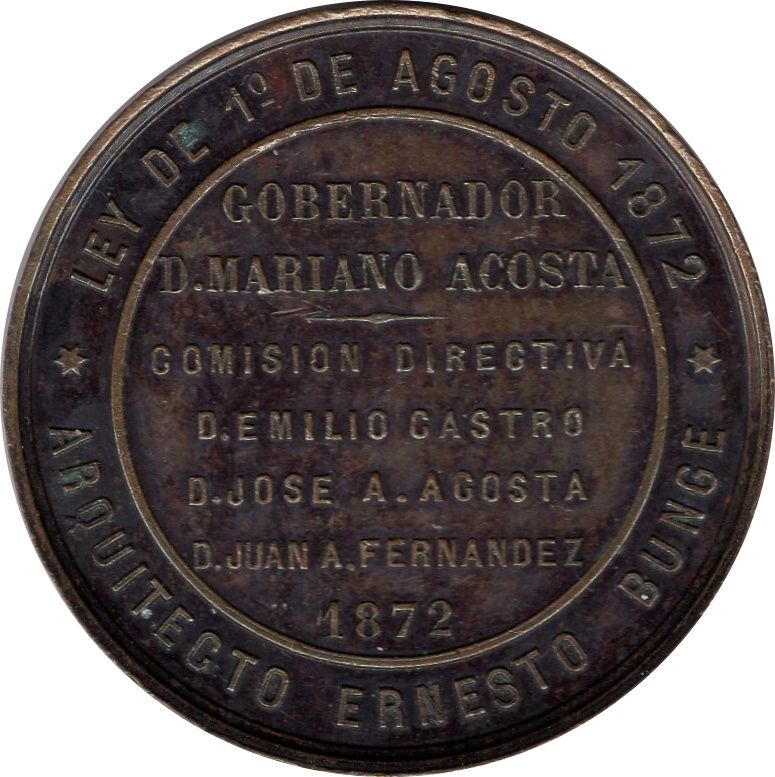 LEY DE 1º DE AGOSTO 1872
GOBERNADOR
D. MARIANO ACOSTA
COMISION DIRECTIVA
D. EMILIO CASTRO
D. JOSE A. ACOSTA
D. JUAN A. FERNANDEZ
1872
ARQUITECTO ERNESTO BUNGE